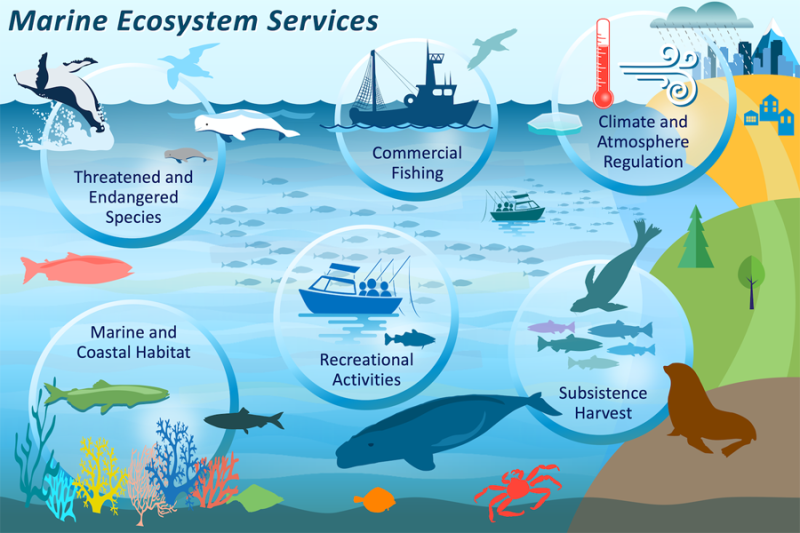 Marine Ecosystem Services
Threatened and
Endangered
Species
Commercial
Fishing
Climate and
Atmosphere
Regulation
Marine and
Coastal Habitat
Recreational
Activities
Subsistence
Harvest